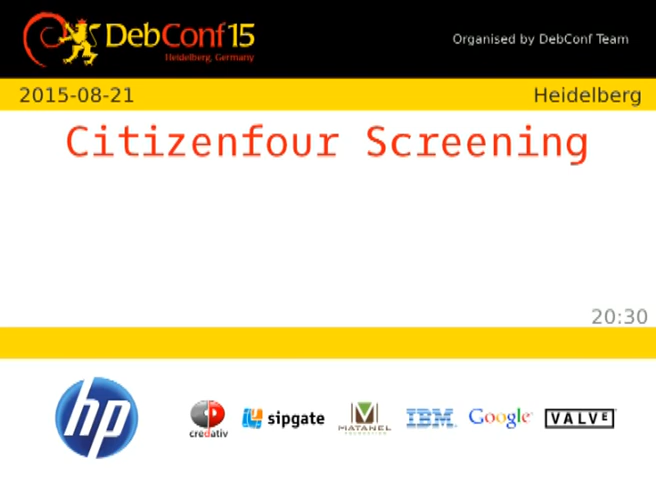 DebConf15
Heidelberg, Germany
Organised by DebConf Team
2015-08-21
Heidelberg
Citizenfour Screening
20:30
hp
credativ
sipgate
MATANEL
FOUNDATION
IBM
Google
VALVE